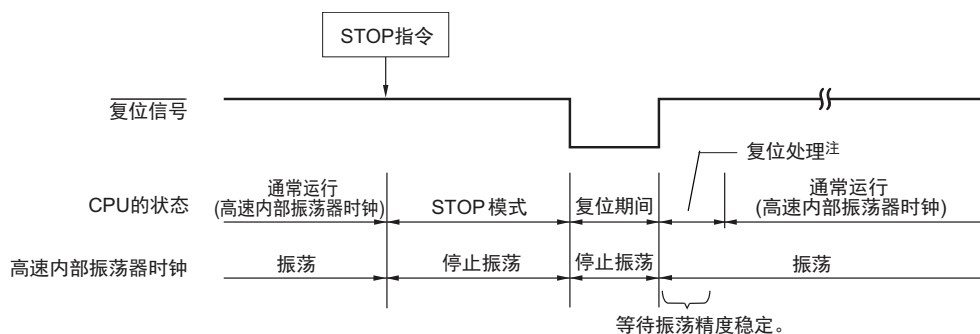 STOP指令
复位信号
复位处理注
CPU的状态
通常运行
(高速内部振荡器时钟)
STOP模式
复位期间
通常运行
(高速内部振荡器时钟)
高速内部振荡器时钟
振荡
停止振荡
停止振荡
振荡
等待振荡精度稳定。